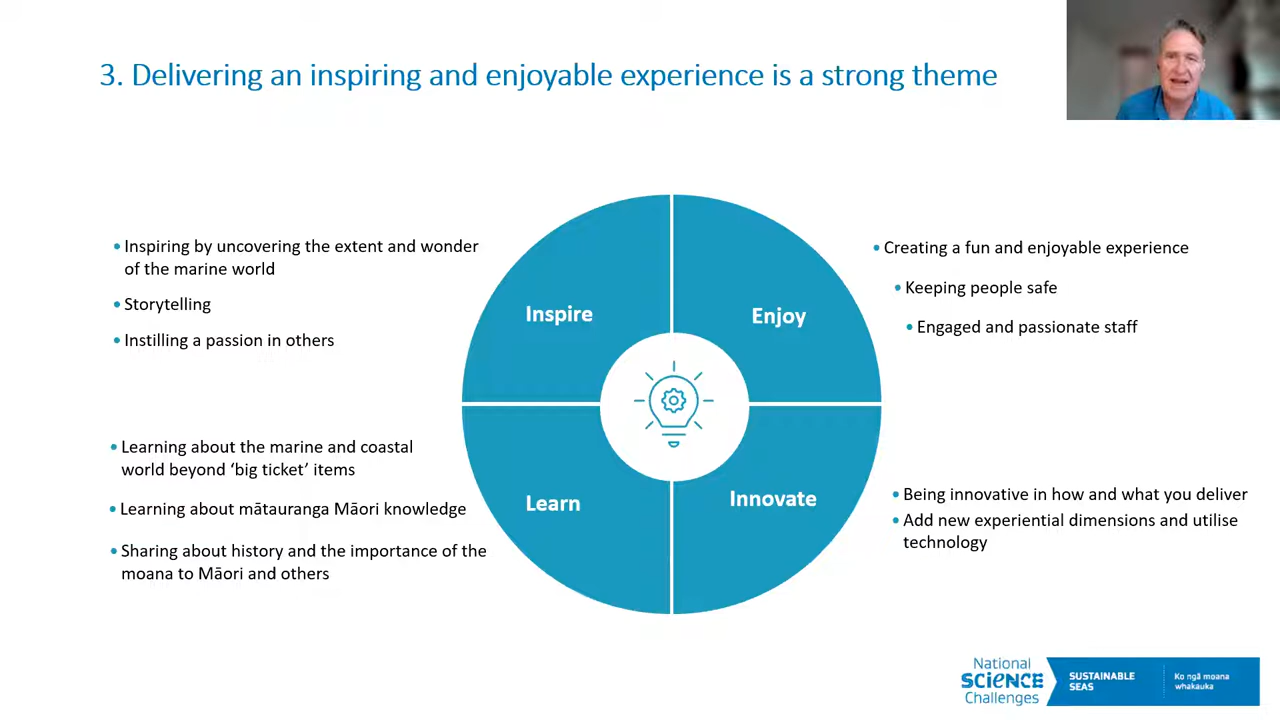 3. Delivering an inspiring and enjoyable experience is a strong theme
• Inspiring by uncovering the extent and wonder
of the marine world
• Storytelling
• Instilling a passion in others
Inspire
Enjoy
• Creating a fun and enjoyable experience
• Keeping people safe
• Engaged and passionate staff
• Learning about the marine and coastal
world beyond ‘big ticket’ items
• Learning about mātauranga Māori knowledge
• Sharing about history and the importance of the
moana to Māori and others
Learn
Innovate
• Being innovative in how and what you deliver
• Add new experiential dimensions and utilise
technology
National
SCIENCE
Challenges
SUSTAINABLE
SEAS
Ko ngā moana
whakauka